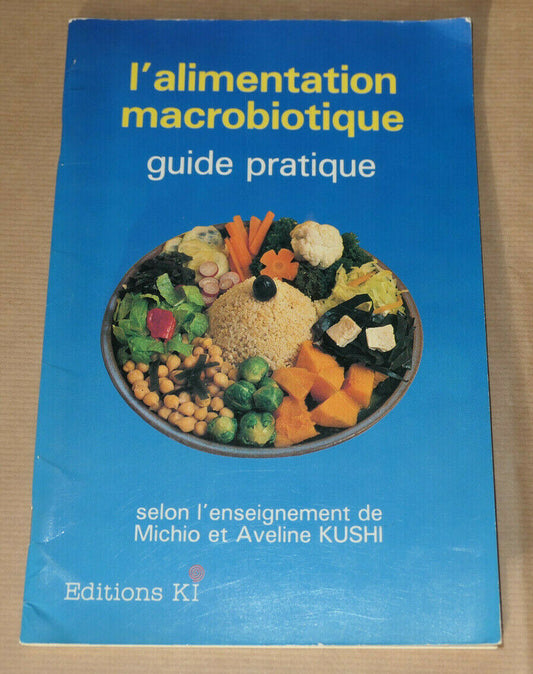 l'alimentation
macrobiotique
guide pratique
selon l'enseignement de
Michio et Aveline KUSHI
Editions KI